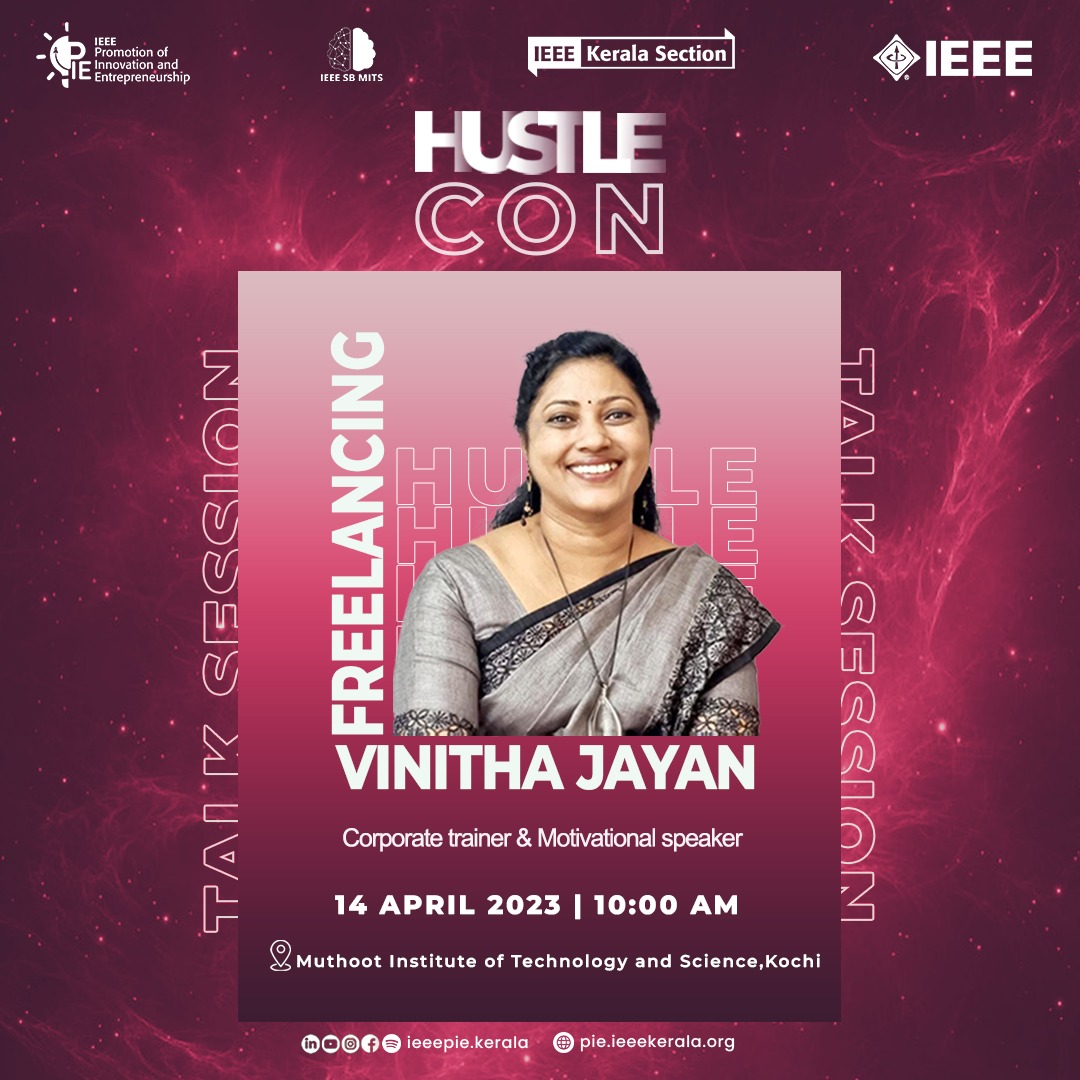 IEEE
Promotion of
Innovation and
Entrepreneurship
PIE
IEEE SB MITS
IEEE Kerala Section
IEEE
HUSTLE
CON
TALK SESSION
TALK SESSION
FREELANCING
VINITHA JAYAN
Corporate trainer & Motivational speaker
14 APRIL 2023 | 10:00 AM
Muthoot Institute of Technology and Science,Kochi
ieeepie.kerala
pie.ieeekerala.org